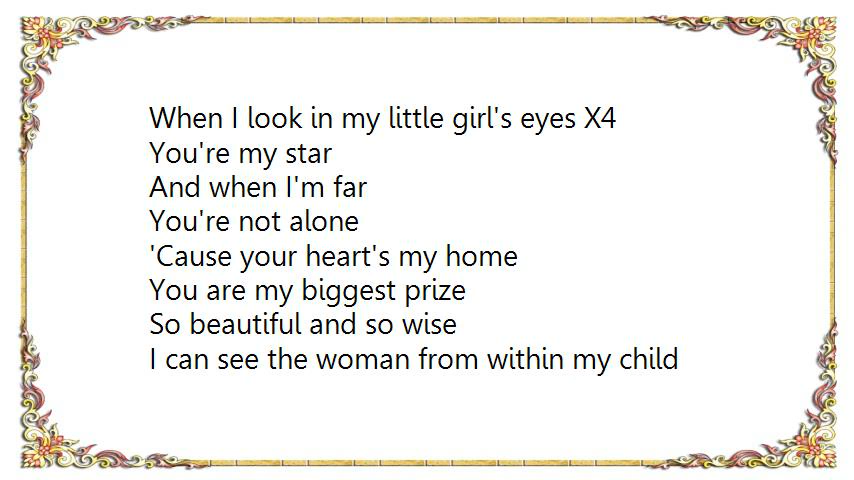 When I look in my little girl's eyes X4
You're my star
And when I'm far
You're not alone
'Cause your heart's my home
You are my biggest prize
So beautiful and so wise
I can see the woman from within my child